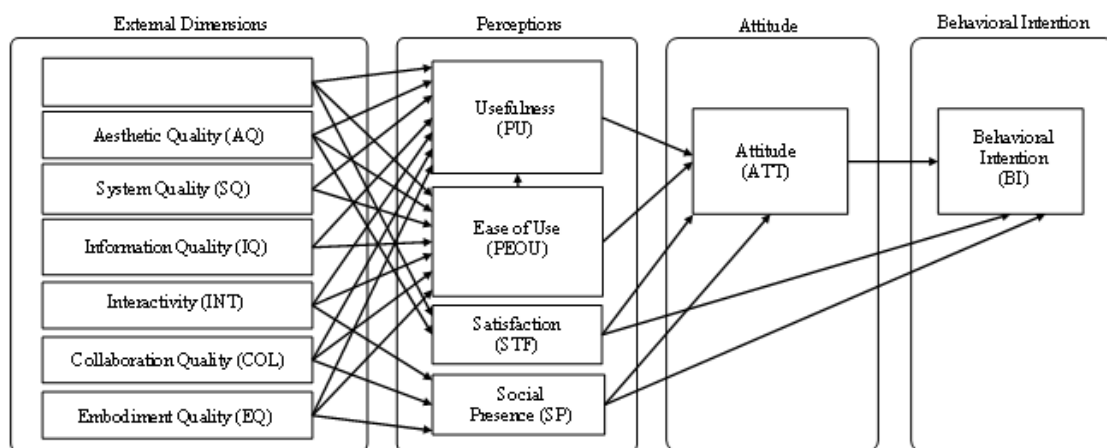 External Dimensions
Perceptions
Attitude
Behavioral Intention
Aesthetic Quality (AQ)
System Quality (SQ)
Information Quality (IQ)
Interactivity (INT)
Collaboration Quality (COL)
Embodiment Quality (EQ)
Usefulness
(PU)
Ease of Use
(PEOU)
Satisfaction
(STF)
Social
Presence (SP)
Attitude
(ATT)
Behavioral
Intention
(BI)